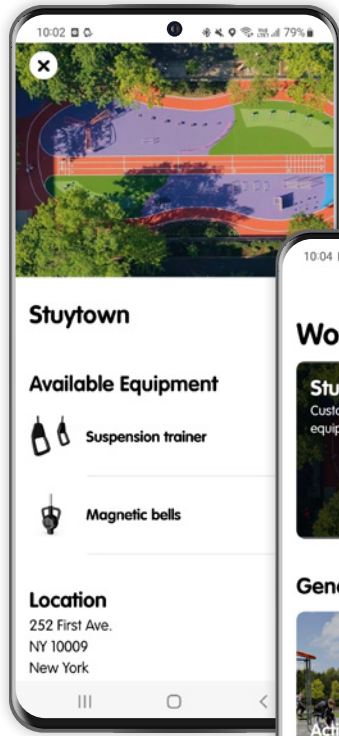 10:02
79%
Stuytown
Available Equipment
Suspension trainer
Magnetic bells
Location
252 First Ave.
NY 10009
New York
10:04
Wo
Stu
Custo
equip
Gene
Acti